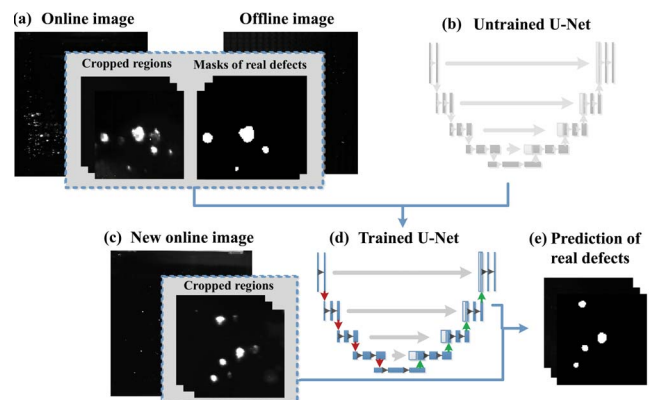 (a) Online image
Offline image
(b) Untrained U-Net
Cropped regions
Masks of real defects
(c) New online image
(d) Trained U-Net
(e) Prediction of
real defects
Cropped regions